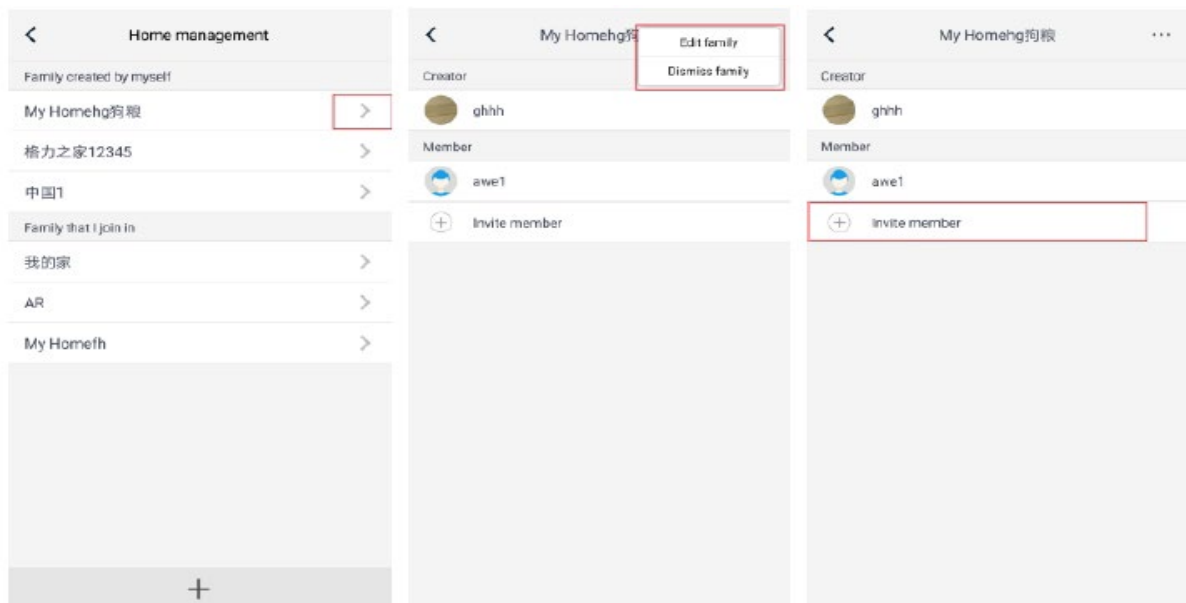 Home management
Family created by myself
My Homehg狗粮
格力之家12345
中国1
Family that I join in
我的家
AR
My Homefh
My Homehg狗
Edit family
Dismiss family
Creator
ghhh
Member
awe1
Invite member
My Homehg狗粮
Creator
ghhh
Member
awe1
Invite member